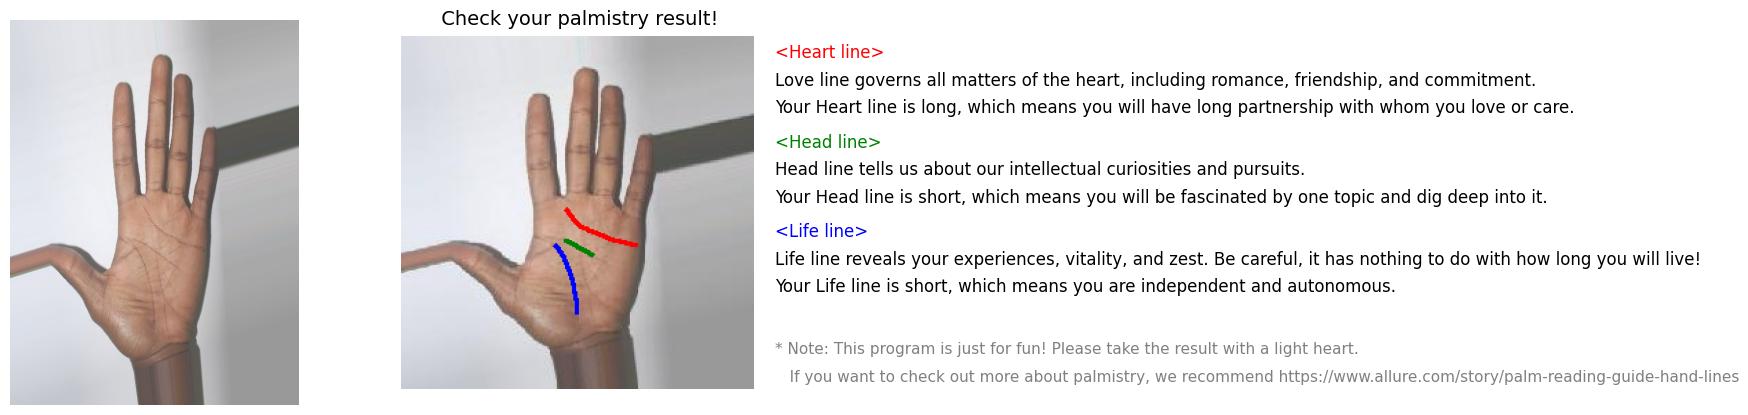 Check your palmistry result!
<Heart line>
Love line governs all matters of the heart, including romance, friendship, and commitment.
Your Heart line is long, which means you will have long partnership with whom you love or care.
<Head line>
Head line tells us about our intellectual curiosities and pursuits.
Your Head line is short, which means you will be fascinated by one topic and dig deep into it.
<Life line>
Life line reveals your experiences, vitality, and zest. Be careful, it has nothing to do with how long you will live!
Your Life line is short, which means you are independent and autonomous.
* Note: This program is just for fun! Please take the result with a light heart.
If you want to check out more about palmistry, we recommend https://www.allure.com/story/palm-reading-guide-hand-lines